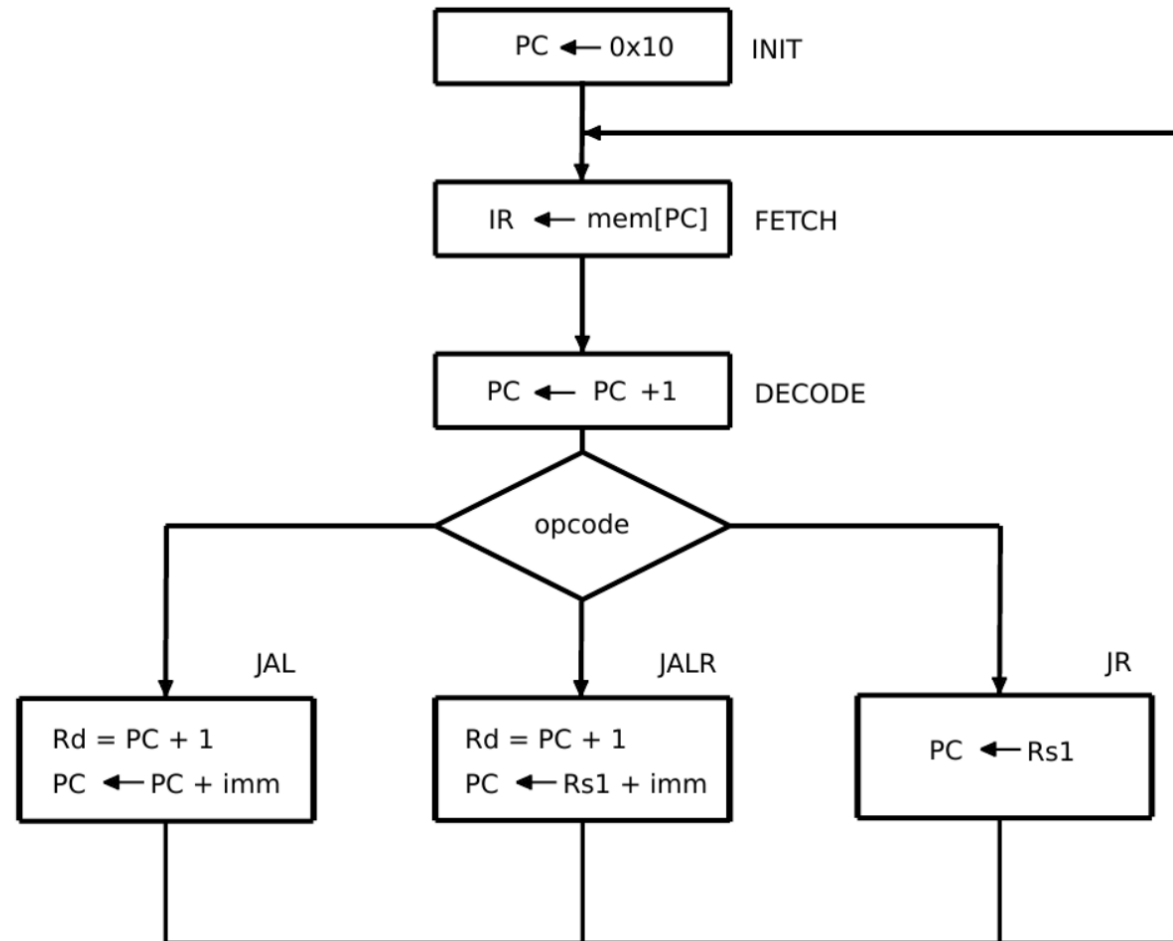 PC ← 0x10
INIT
IR ← mem[PC]
FETCH
PC ← PC +1
DECODE
opcode
JAL
JALR
JR
Rd = PC + 1
PC ← PC + imm
Rd = PC + 1
PC ← Rs1 + imm
PC ← Rs1